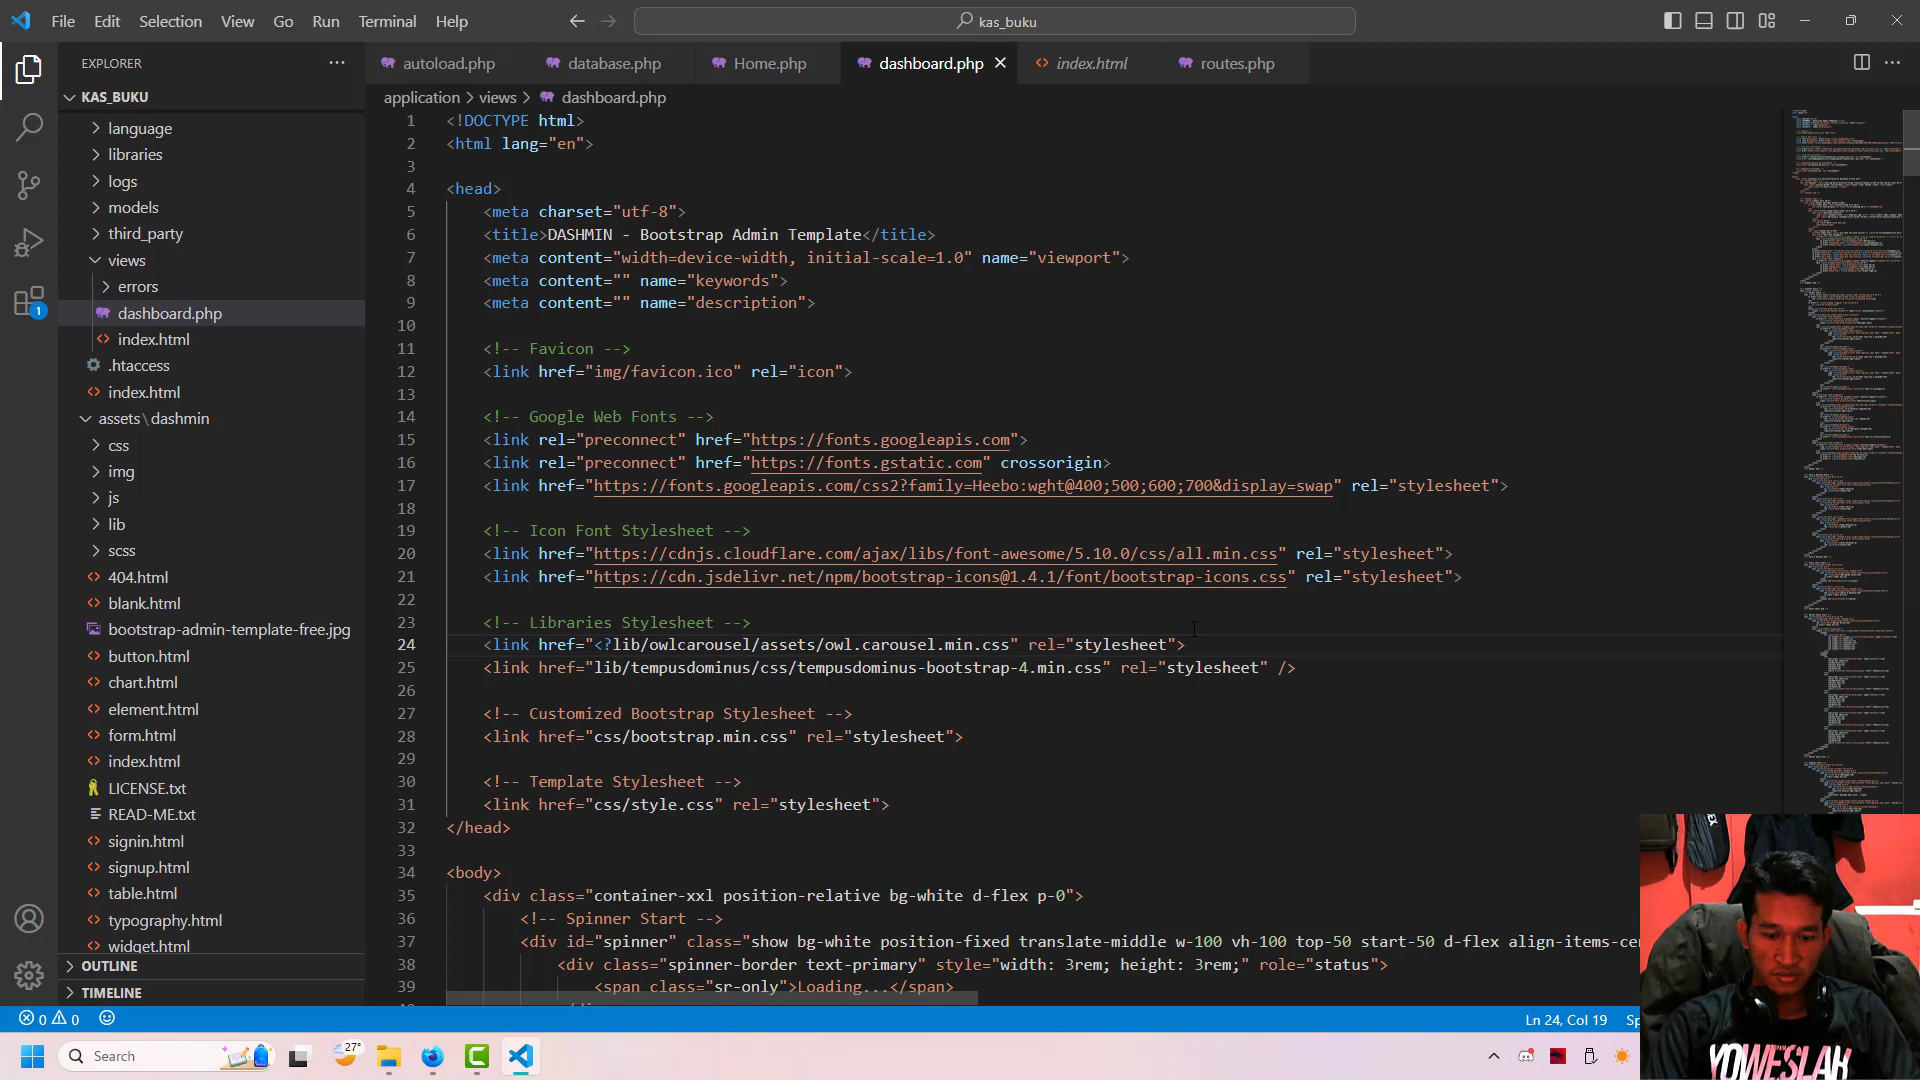 File Edit Selection View Go Run Terminal Help
kas_buku
EXPLORER
autoload.php
database.php
Home.php
dashboard.php
index.html
routes.php
KAS_BUKU
application > views > dashboard.php
language
libraries
logs
models
third_party
views
errors
dashboard.php
index.html
.htaccess
index.html
assets\dashmin
css
img
js
lib
scss
404.html
blank.html
bootstrap-admin-template-free.jpg
button.html
chart.html
element.html
form.html
index.html
LICENSE.txt
READ-ME.txt
signin.html
signup.html
table.html
typography.html
widget.html
OUTLINE
TIMELINE
1 <!DOCTYPE html>
2 <html lang="en">
3
4 <head>
5 <meta charset="utf-8">
6 <title>DASHMIN - Bootstrap Admin Template</title>
7 <meta content="width=device-width, initial-scale=1.0" name="viewport">
8 <meta content="" name="keywords">
9 <meta content="" name="description">
10
11 <!-- Favicon -->
12 <link href="img/favicon.ico" rel="icon">
13
14 <!-- Google Web Fonts -->
15 <link rel="preconnect" href="https://fonts.googleapis.com">
16 <link rel="preconnect" href="https://fonts.gstatic.com" crossorigin>
17 <link href="https://fonts.googleapis.com/css2?family=Heebo:wght@400;500;600;700&display=swap" rel="stylesheet">
18
19 <!-- Icon Font Stylesheet -->
20 <link href="https://cdnjs.cloudflare.com/ajax/libs/font-awesome/5.10.0/css/all.min.css" rel="stylesheet">
21 <link href="https://cdn.jsdelivr.net/npm/bootstrap-icons@1.4.1/font/bootstrap-icons.css" rel="stylesheet">
22
23 <!-- Libraries Stylesheet -->
24 <link href="<?lib/owlcarousel/assets/owl.carousel.min.css" rel="stylesheet">
25 <link href="lib/tempusdominus/css/tempusdominus-bootstrap-4.min.css" rel="stylesheet" />
26
27 <!-- Customized Bootstrap Stylesheet -->
28 <link href="css/bootstrap.min.css" rel="stylesheet">
29
30 <!-- Template Stylesheet -->
31 <link href="css/style.css" rel="stylesheet">
32 </head>
33
34 <body>
35 <div class="container-xxl position-relative bg-white d-flex p-0">
36 <!-- Spinner Start -->
37 <div id="spinner" class="show bg-white position-fixed translate-middle w-100 vh-100 top-50 start-50 d-flex align-items-cen
38 <div class="spinner-border text-primary" style="width: 3rem; height: 3rem;" role="status">
39 <span class="sr-only">Loading...</span>
1
0 0
Ln 24, Col 19
Search
27°
YOWESLAH